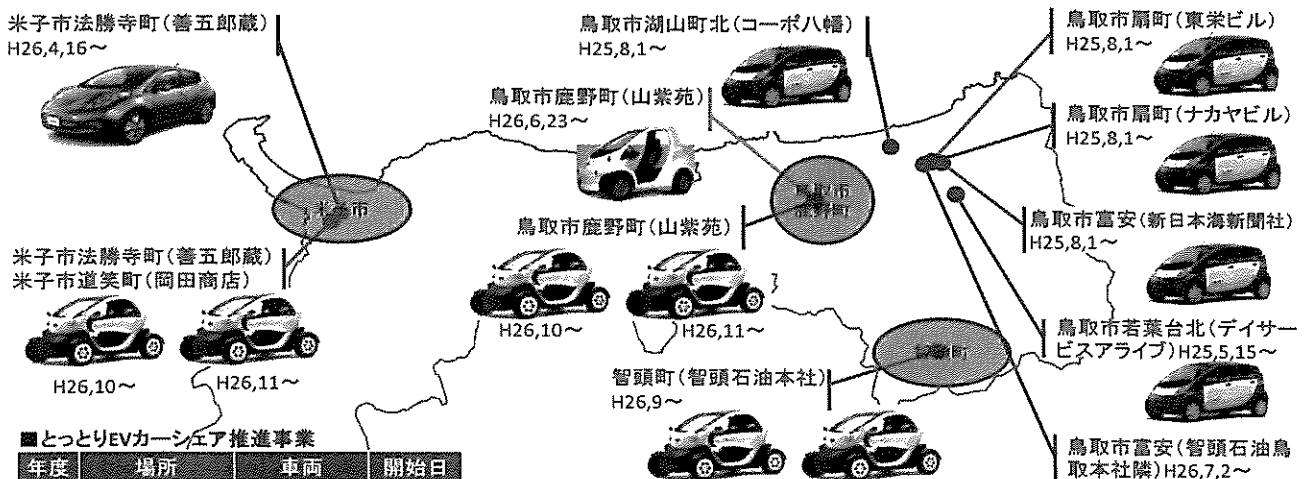 米子市法勝寺町(善五郎蔵)
H26,4,16～
鳥取市湖山町北(コーポ八幡)
H25,8,1～
鳥取市扇町(東栄ビル)
H25,8,1～
鳥取市鹿野町(山紫苑)
H26,6,23～
鳥取市扇町(ナカヤビル)
H25,8,1～
米子市
鳥取市
鹿野町
鳥取市鹿野町(山紫苑)
H26,10～
H26,11～
鳥取市富安(新日本海新聞社)
H25,8,1～
米子市法勝寺町(善五郎蔵)
米子市道笑町(岡田商店)
H26,10～
H26,11～
鳥取市若葉台北(デイサー
ビスアライブ)H25,5,15～
智頭町(智頭石油本社)
H26,9～
鳥取市富安(智頭石油鳥
取本社隣)H26,7,2～
■とっとりEVカーシェア推進事業
年度 場所 車両 開始日